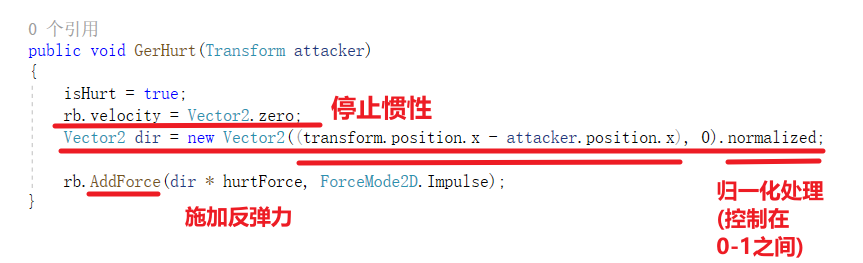 0 个引用
public void GerHurt(Transform attacker)
{
isHurt = true;
rb.velocity = Vector2.zero;
停止惯性
Vector2 dir = new Vector2((transform.position.x - attacker.position.x), 0).normalized;
rb.AddForce(dir * hurtForce, ForceMode2D.Impulse);
}
施加反弹力
归一化处理
(控制在
0-1之间)